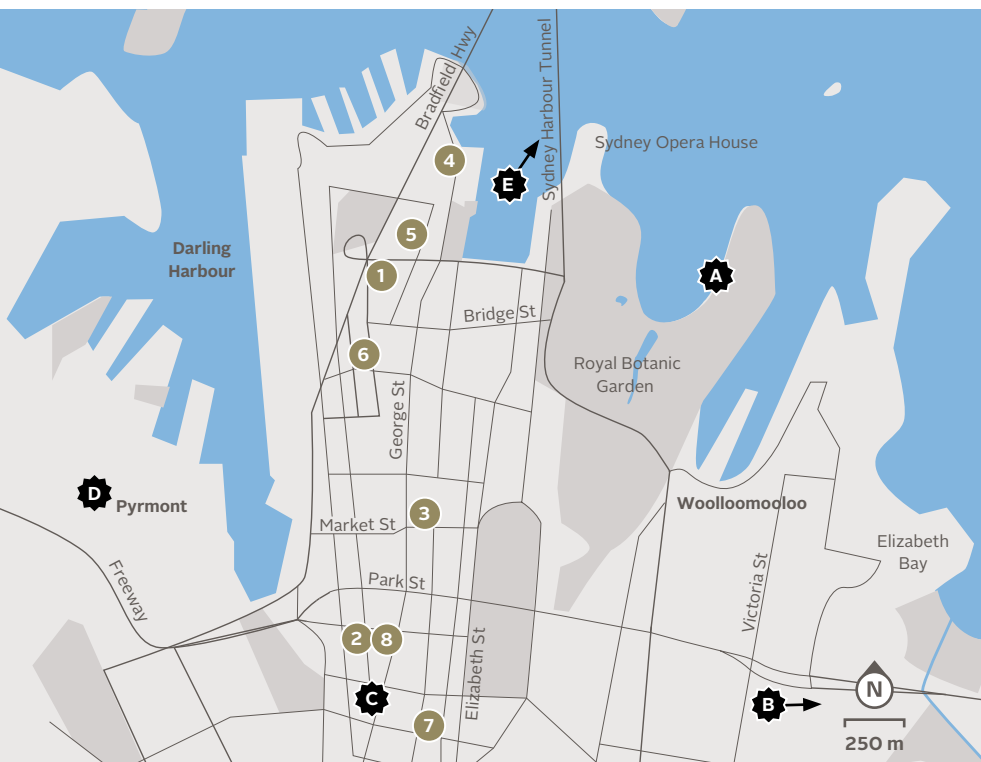 Bradfield Hwy
Sydney Harbour Tunnel
Sydney Opera House
4
E
5
Darling
Harbour
1
A
Bridge St
6
Royal Botanic
Garden
George St
D
Pyrmont
3
Market St
Woolloomooloo
Elizabeth
Bay
Freeway
Park St
Victoria St
2
8
Elizabeth St
C
7
B
N
250 m